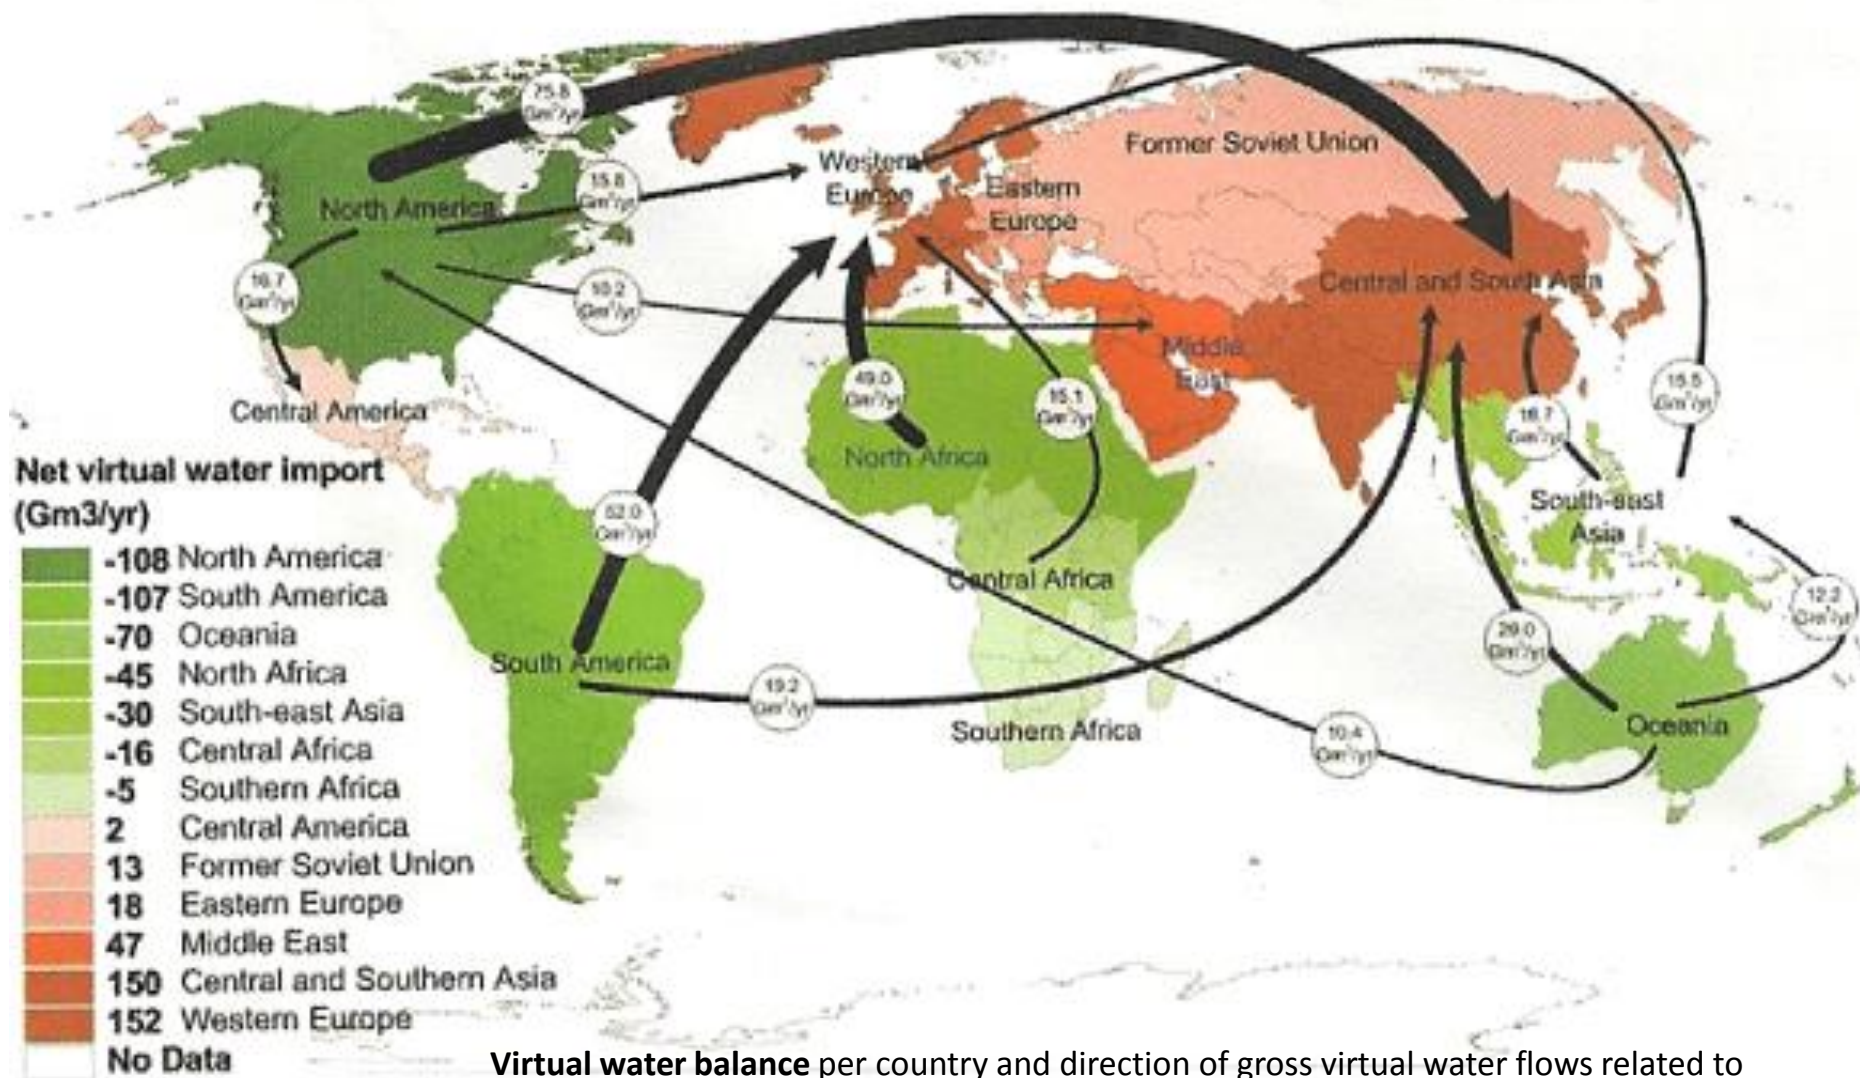 75.8
Gm³/yr
Former Soviet Union
Western
Europe
15.8
Gm³/yr
Eastern
Europe
North America
Central and South Asia
16.7
Gm³/yr
10.2
Gm³/yr
Middle
East
49.0
Gm³/yr
15.1
Gm³/yr
15.5
Gm³/yr
Central America
16.7
Gm³/yr
North Africa
Net virtual water import
(Gm3/yr)
South-east
Asia
52.0
Gm³/yr
-108 North America
Central Africa
-107 South America
12.2
Gm³/yr
-70 Oceania
Gm³/yr
South America
-45 North Africa
19.2
Gm³/yr
-30 South-east Asia
Southern Africa
10.4
Gm³/yr
Oceania
-16 Central Africa
-5 Southern Africa
2 Central America
13 Former Soviet Union
18 Eastern Europe
47 Middle East
150 Central and Southern Asia
152 Western Europe
No Data
Virtual water balance per country and direction of gross virtual water flows related to